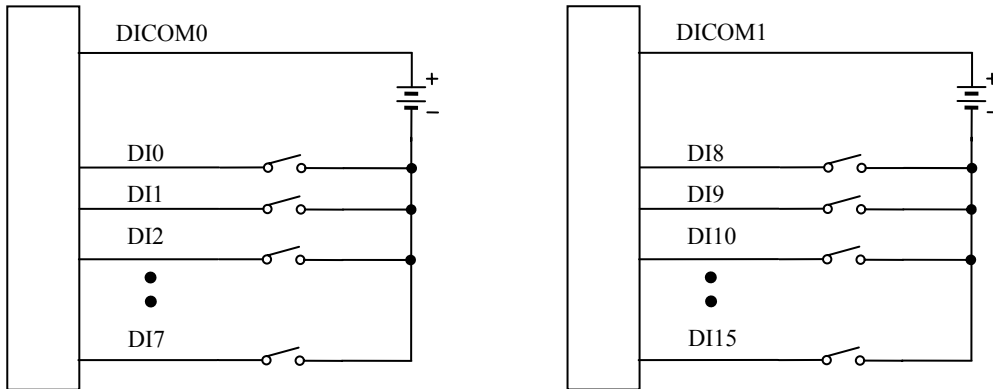 DICOM0
+
−
DI0
DI1
DI2
DI7
DICOM1
+
−
DI8
DI9
DI10
DI15